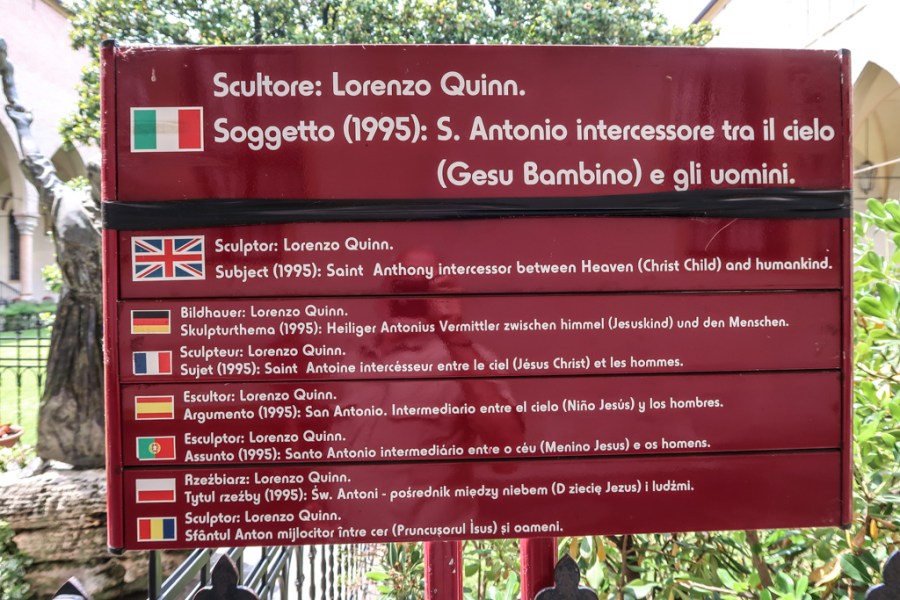 Scultore: Lorenzo Quinn.
Soggetto (1995): S. Antonio intercessore tra il cielo
(Gesu Bambino) e gli uomini.
Sculptor: Lorenzo Quinn.
Subject (1995): Saint Anthony intercessor between Heaven (Christ Child) and humankind.
Bildhauer: Lorenzo Quinn.
Skulpturthema (1995): Heiliger Antonius Vermittler zwischen himmel (Jesuskind) und den Menschen.
Sculpteur: Lorenzo Quinn.
Sujet (1995): Saint Antoine intercésseur entre le ciel (Jésus Christ) et les hommes.
Escultor: Lorenzo Quinn.
Argumento (1995): San Antonio. Intermediario entre el cielo (Niño Jesús) y los hombres.
Esculptor: Lorenzo Quinn.
Assunto (1995): Santo Antonio intermediário entre o céu (Menino Jesus) e os homens.
Rzeźbiarz: Lorenzo Quinn.
Tytuł rzeźby (1995): Św. Antoni - pośrednik między niebem (D ziecię Jezus) i ludźmi.
Sculptor: Lorenzo Quinn.
Sfântul Anton mijlocitor între cer (Pruncușorul Ìsus) și oameni.